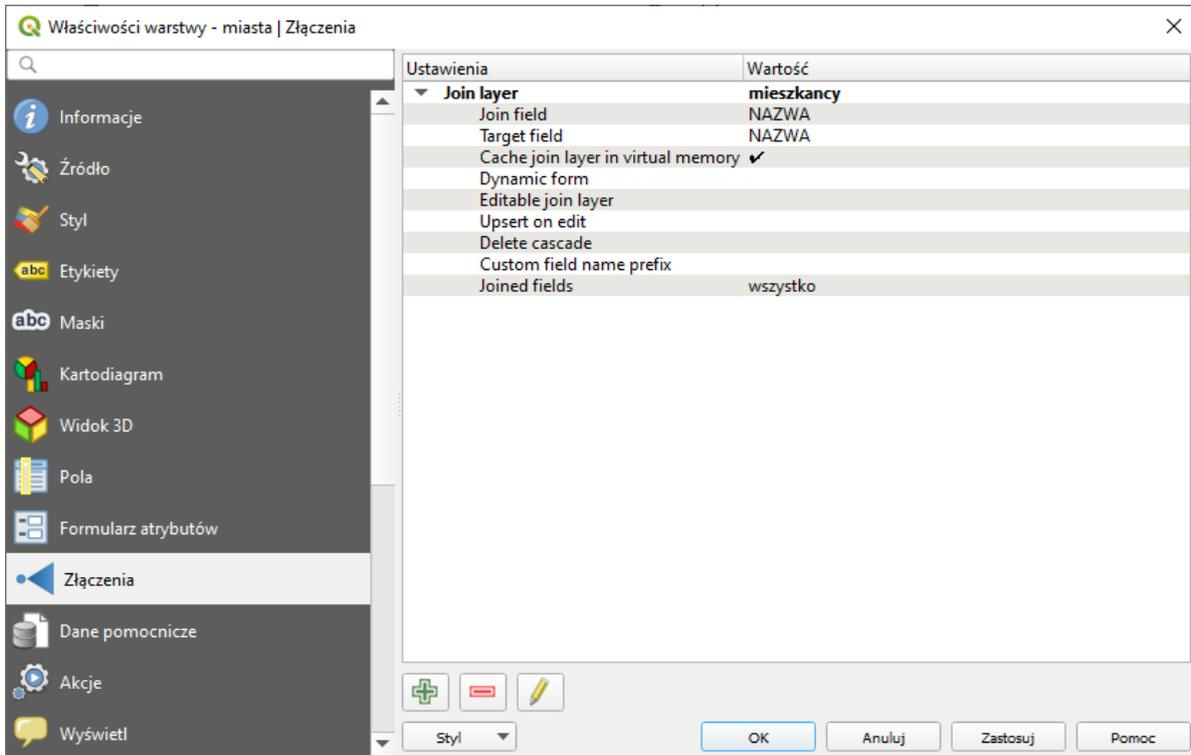 Właściwości warstwy - miasta | Złączenia
Informacje
Źródło
Styl
abc Etykiety
abc Maski
Kartodiagram
Widok 3D
Pola
Formularz atrybutów
Złączenia
Dane pomocnicze
Akcje
Wyświetl
Ustawienia Wartość
Join layer mieszkancy
Join field NAZWA
Target field NAZWA
Cache join layer in virtual memory ✔
Dynamic form
Editable join layer
Upsert on edit
Delete cascade
Custom field name prefix
Joined fields wszystko
Styl OK Anuluj Zastosuj Pomoc